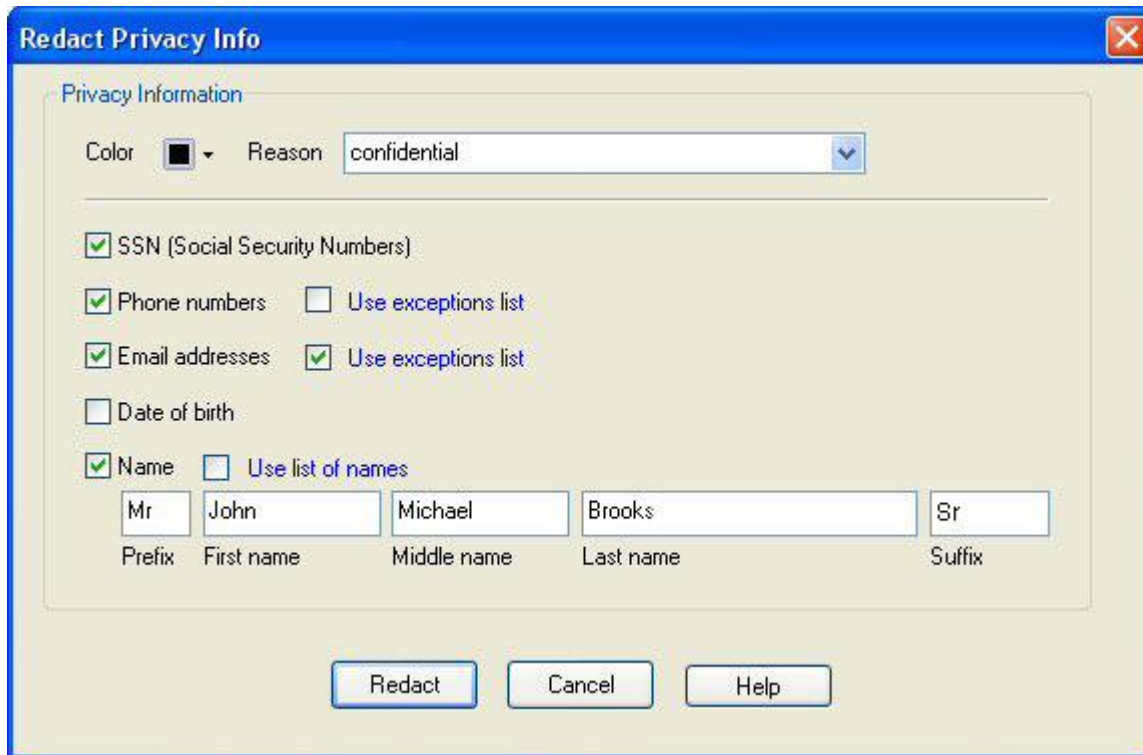 Redact Privacy Info
Privacy Information
Color Reason confidential
SSN (Social Security Numbers)
Phone numbers Use exceptions list
Email addresses Use exceptions list
Date of birth
Name Use list of names
Mr John Michael Brooks Sr
Prefix First name Middle name Last name Suffix
Redact Cancel Help